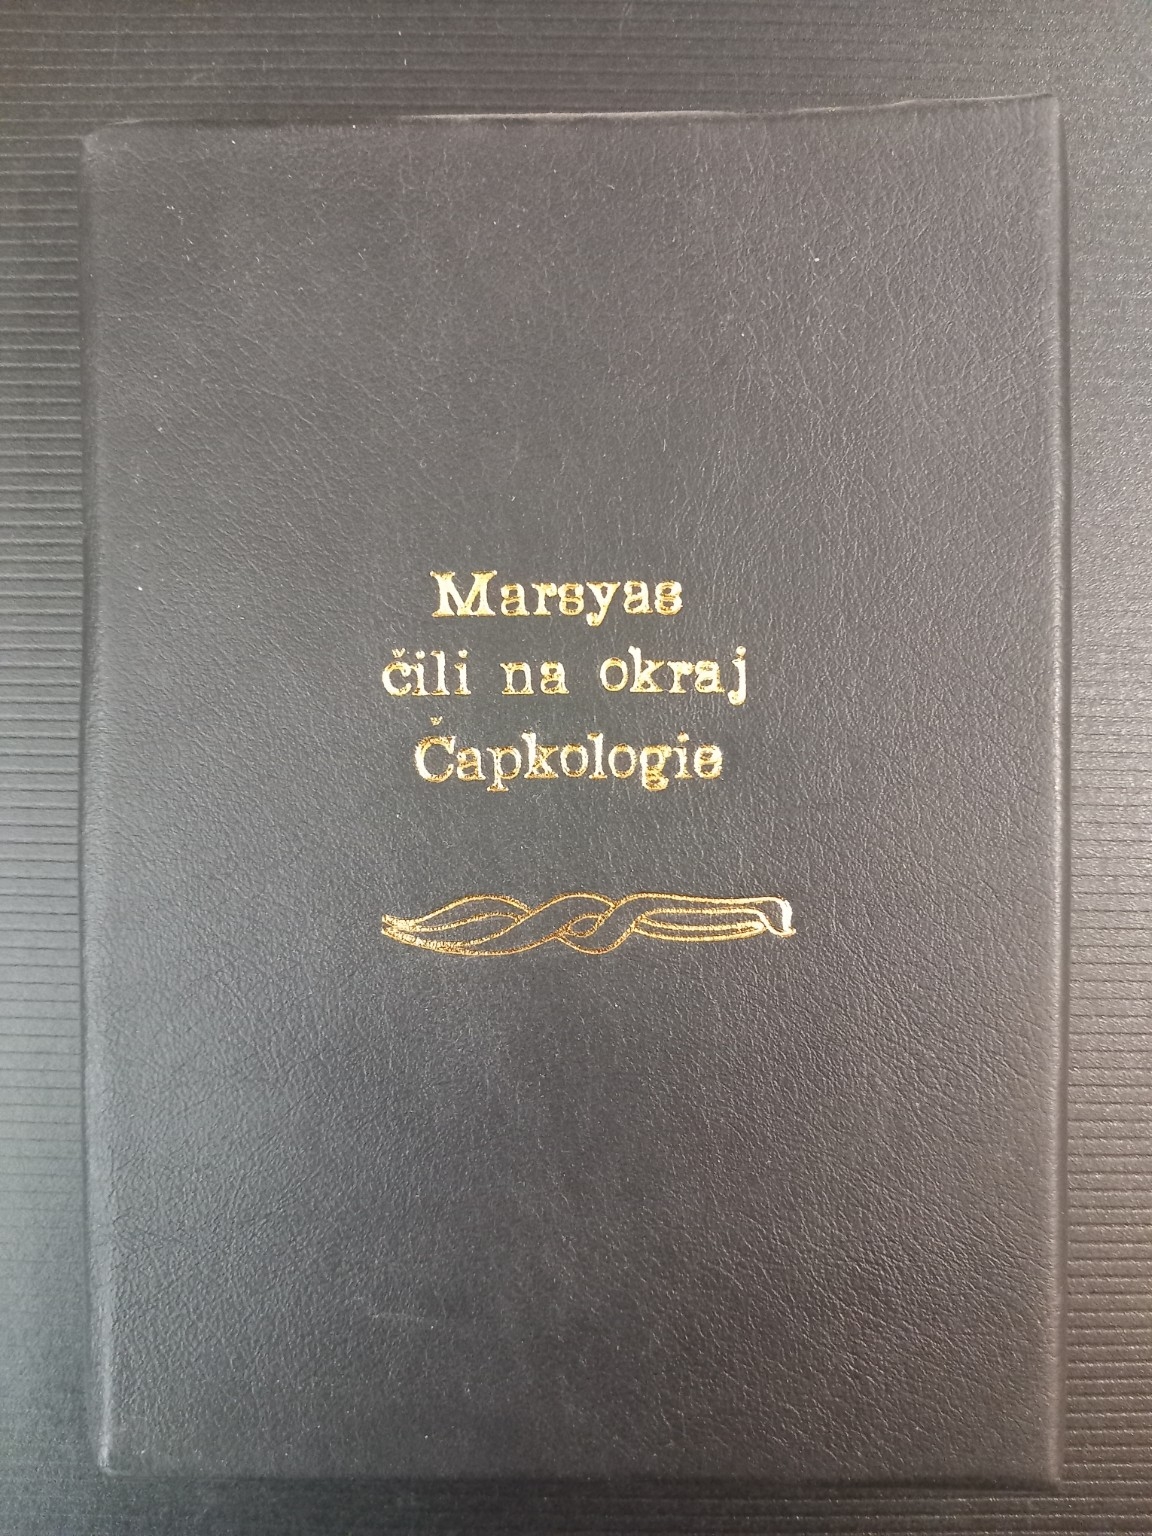 Marsyas
čili na okraj
Čapkologie